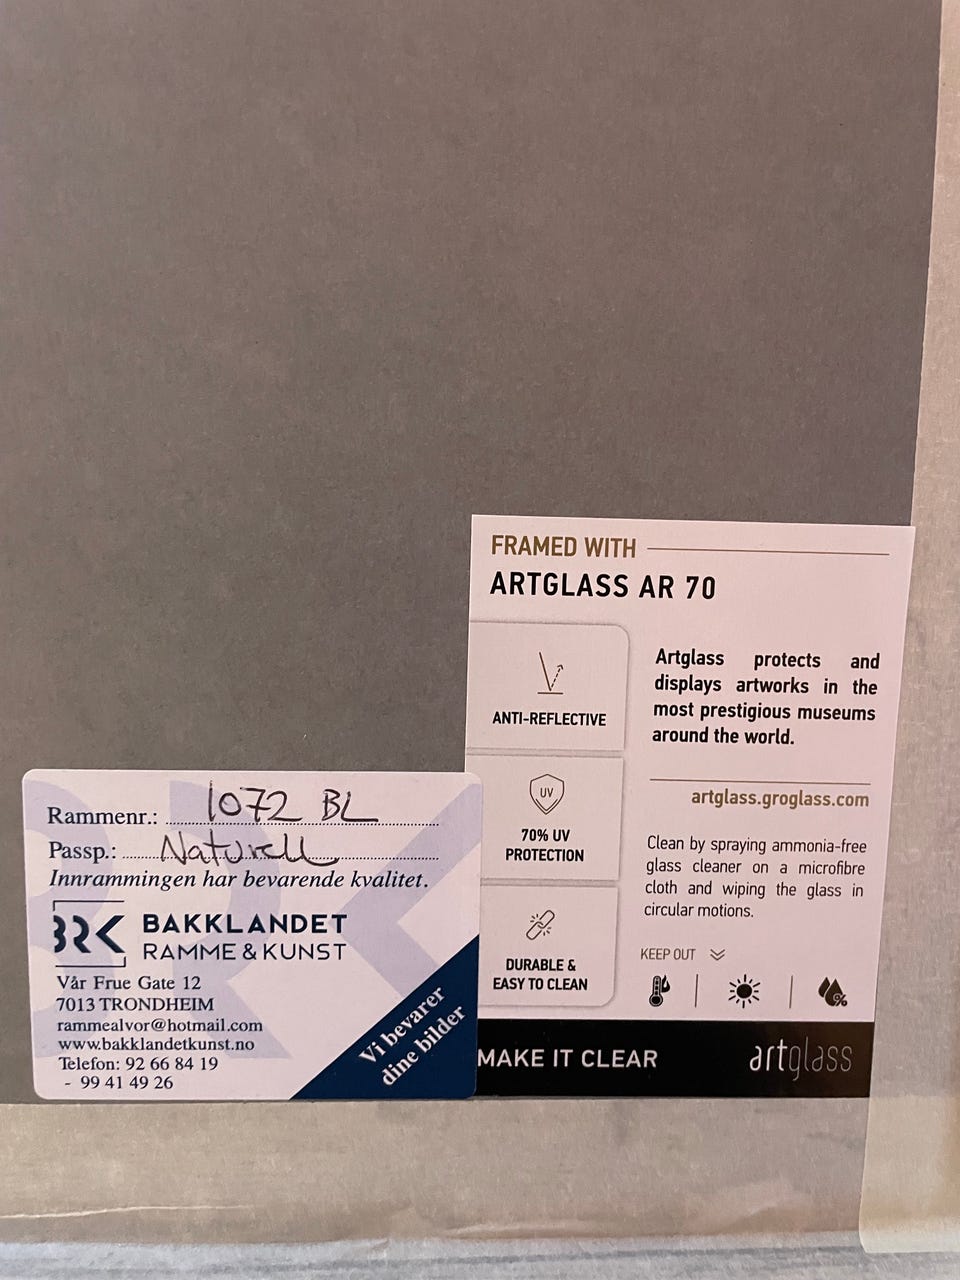 FRAMED WITH
ARTGLASS AR 70
ANTI-REFLECTIVE
UV
70% UV
PROTECTION
DURABLE &
EASY TO CLEAN
Artglass protects and
displays artworks in the
most prestigious museums
around the world.
artglass.groglass.com
Clean by spraying ammonia-free
glass cleaner on a microfibre
cloth and wiping the glass in
circular motions.
KEEP OUT
%
MAKE IT CLEAR
artglass
Rammenr.: 1072 BL
Passp.: Naturell
Innrammingen har bevarende kvalitet.
BRK
BAKKLANDET
RAMME & KUNST
Vår Frue Gate 12
7013 TRONDHEIM
rammealvor@hotmail.com
www.bakklandetkunst.no
Telefon: 92 66 84 19
- 99 41 49 26
Vi bevarer
dine bilder